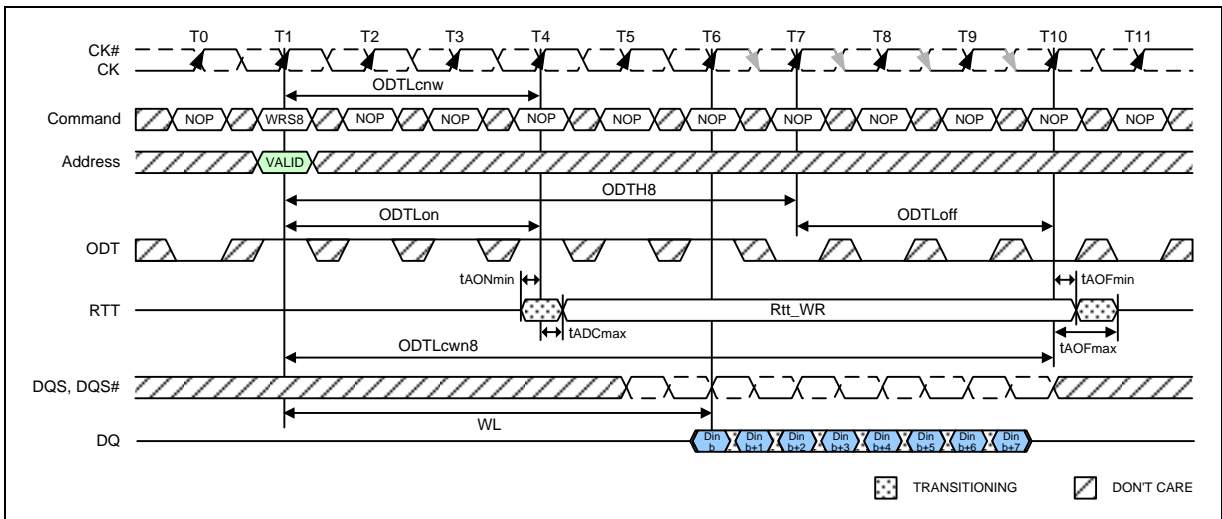 T0 T1 T2 T3 T4 T5 T6 T7 T8 T9 T10 T11
CK#
CK
ODTLcnw
Command NOP WRS8 NOP NOP NOP NOP NOP NOP NOP NOP NOP NOP
Address VALID
ODTH8
ODTLon ODTLoff
ODT
tAONmin tAOFmin
RTT Rtt_WR
tADCmax
ODTLcwn8 tAOFmax
DQS, DQS#
WL
DQ Din b Din b+1 Din b+2 Din b+3 Din b+4 Din b+5 Din b+6 Din b+7
TRANSITIONING DON'T CARE